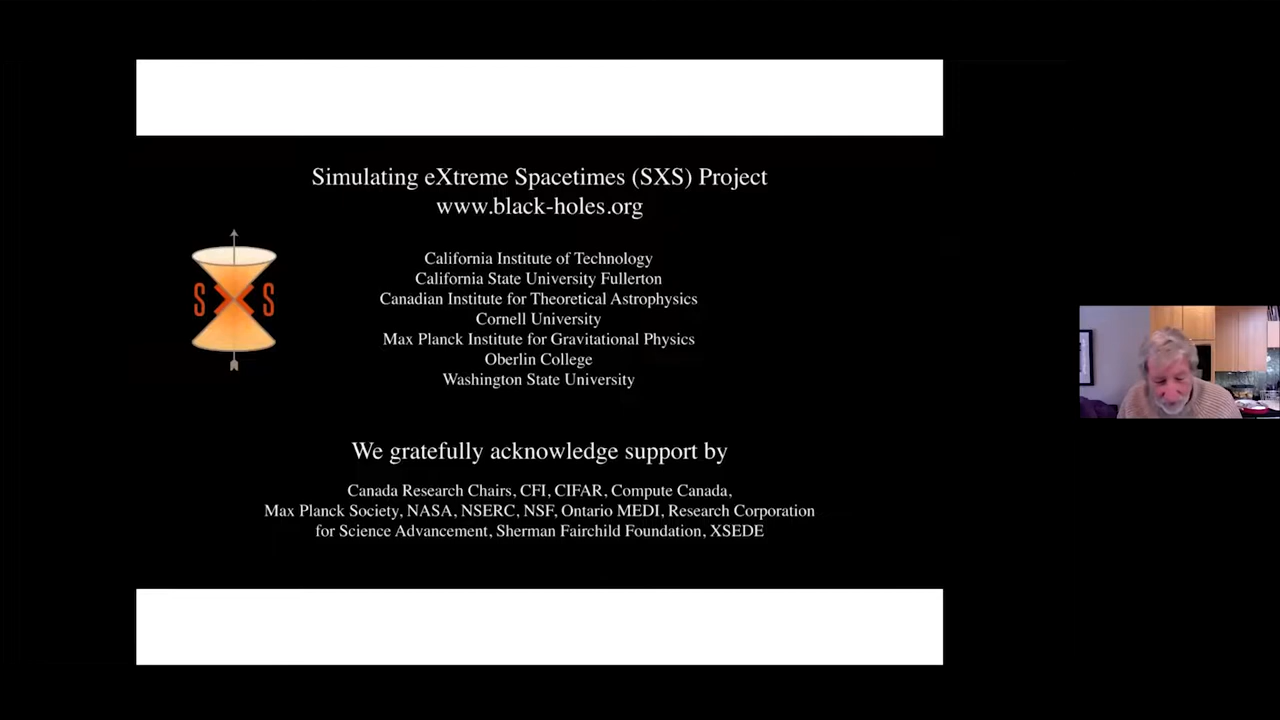 Simulating eXtreme Spacetimes (SXS) Project
www.black-holes.org
SXS
California Institute of Technology
California State University Fullerton
Canadian Institute for Theoretical Astrophysics
Cornell University
Max Planck Institute for Gravitational Physics
Oberlin College
Washington State University
We gratefully acknowledge support by
Canada Research Chairs, CFI, CIFAR, Compute Canada,
Max Planck Society, NASA, NSERC, NSF, Ontario MEDI, Research Corporation
for Science Advancement, Sherman Fairchild Foundation, XSEDE